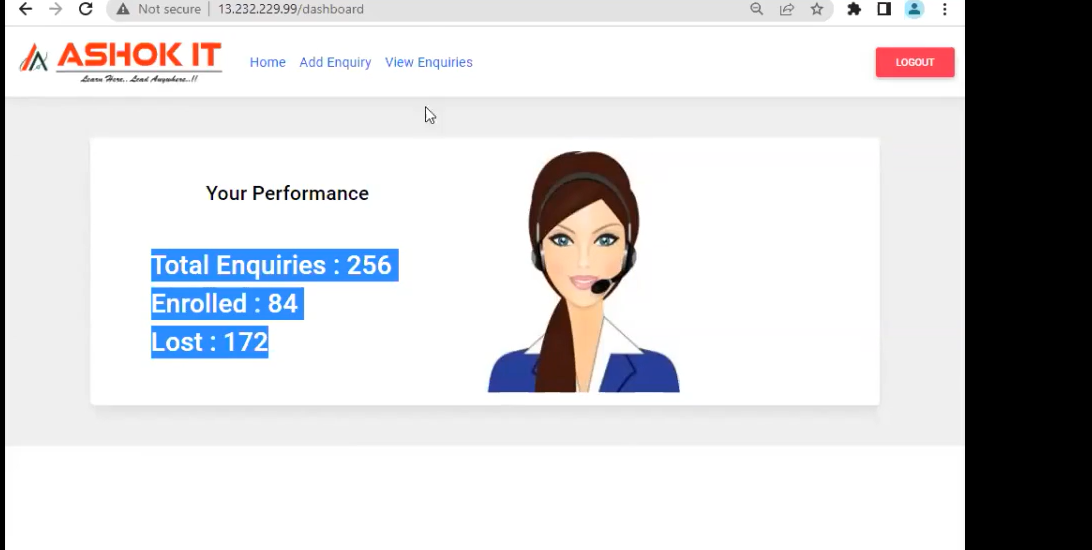 Not secure | 13.232.229.99/dashboard
ASHOK IT
Learn Here.. Lead Anywhere..!!
Home Add Enquiry View Enquiries
LOGOUT
Your Performance
Total Enquiries : 256
Enrolled : 84
Lost : 172